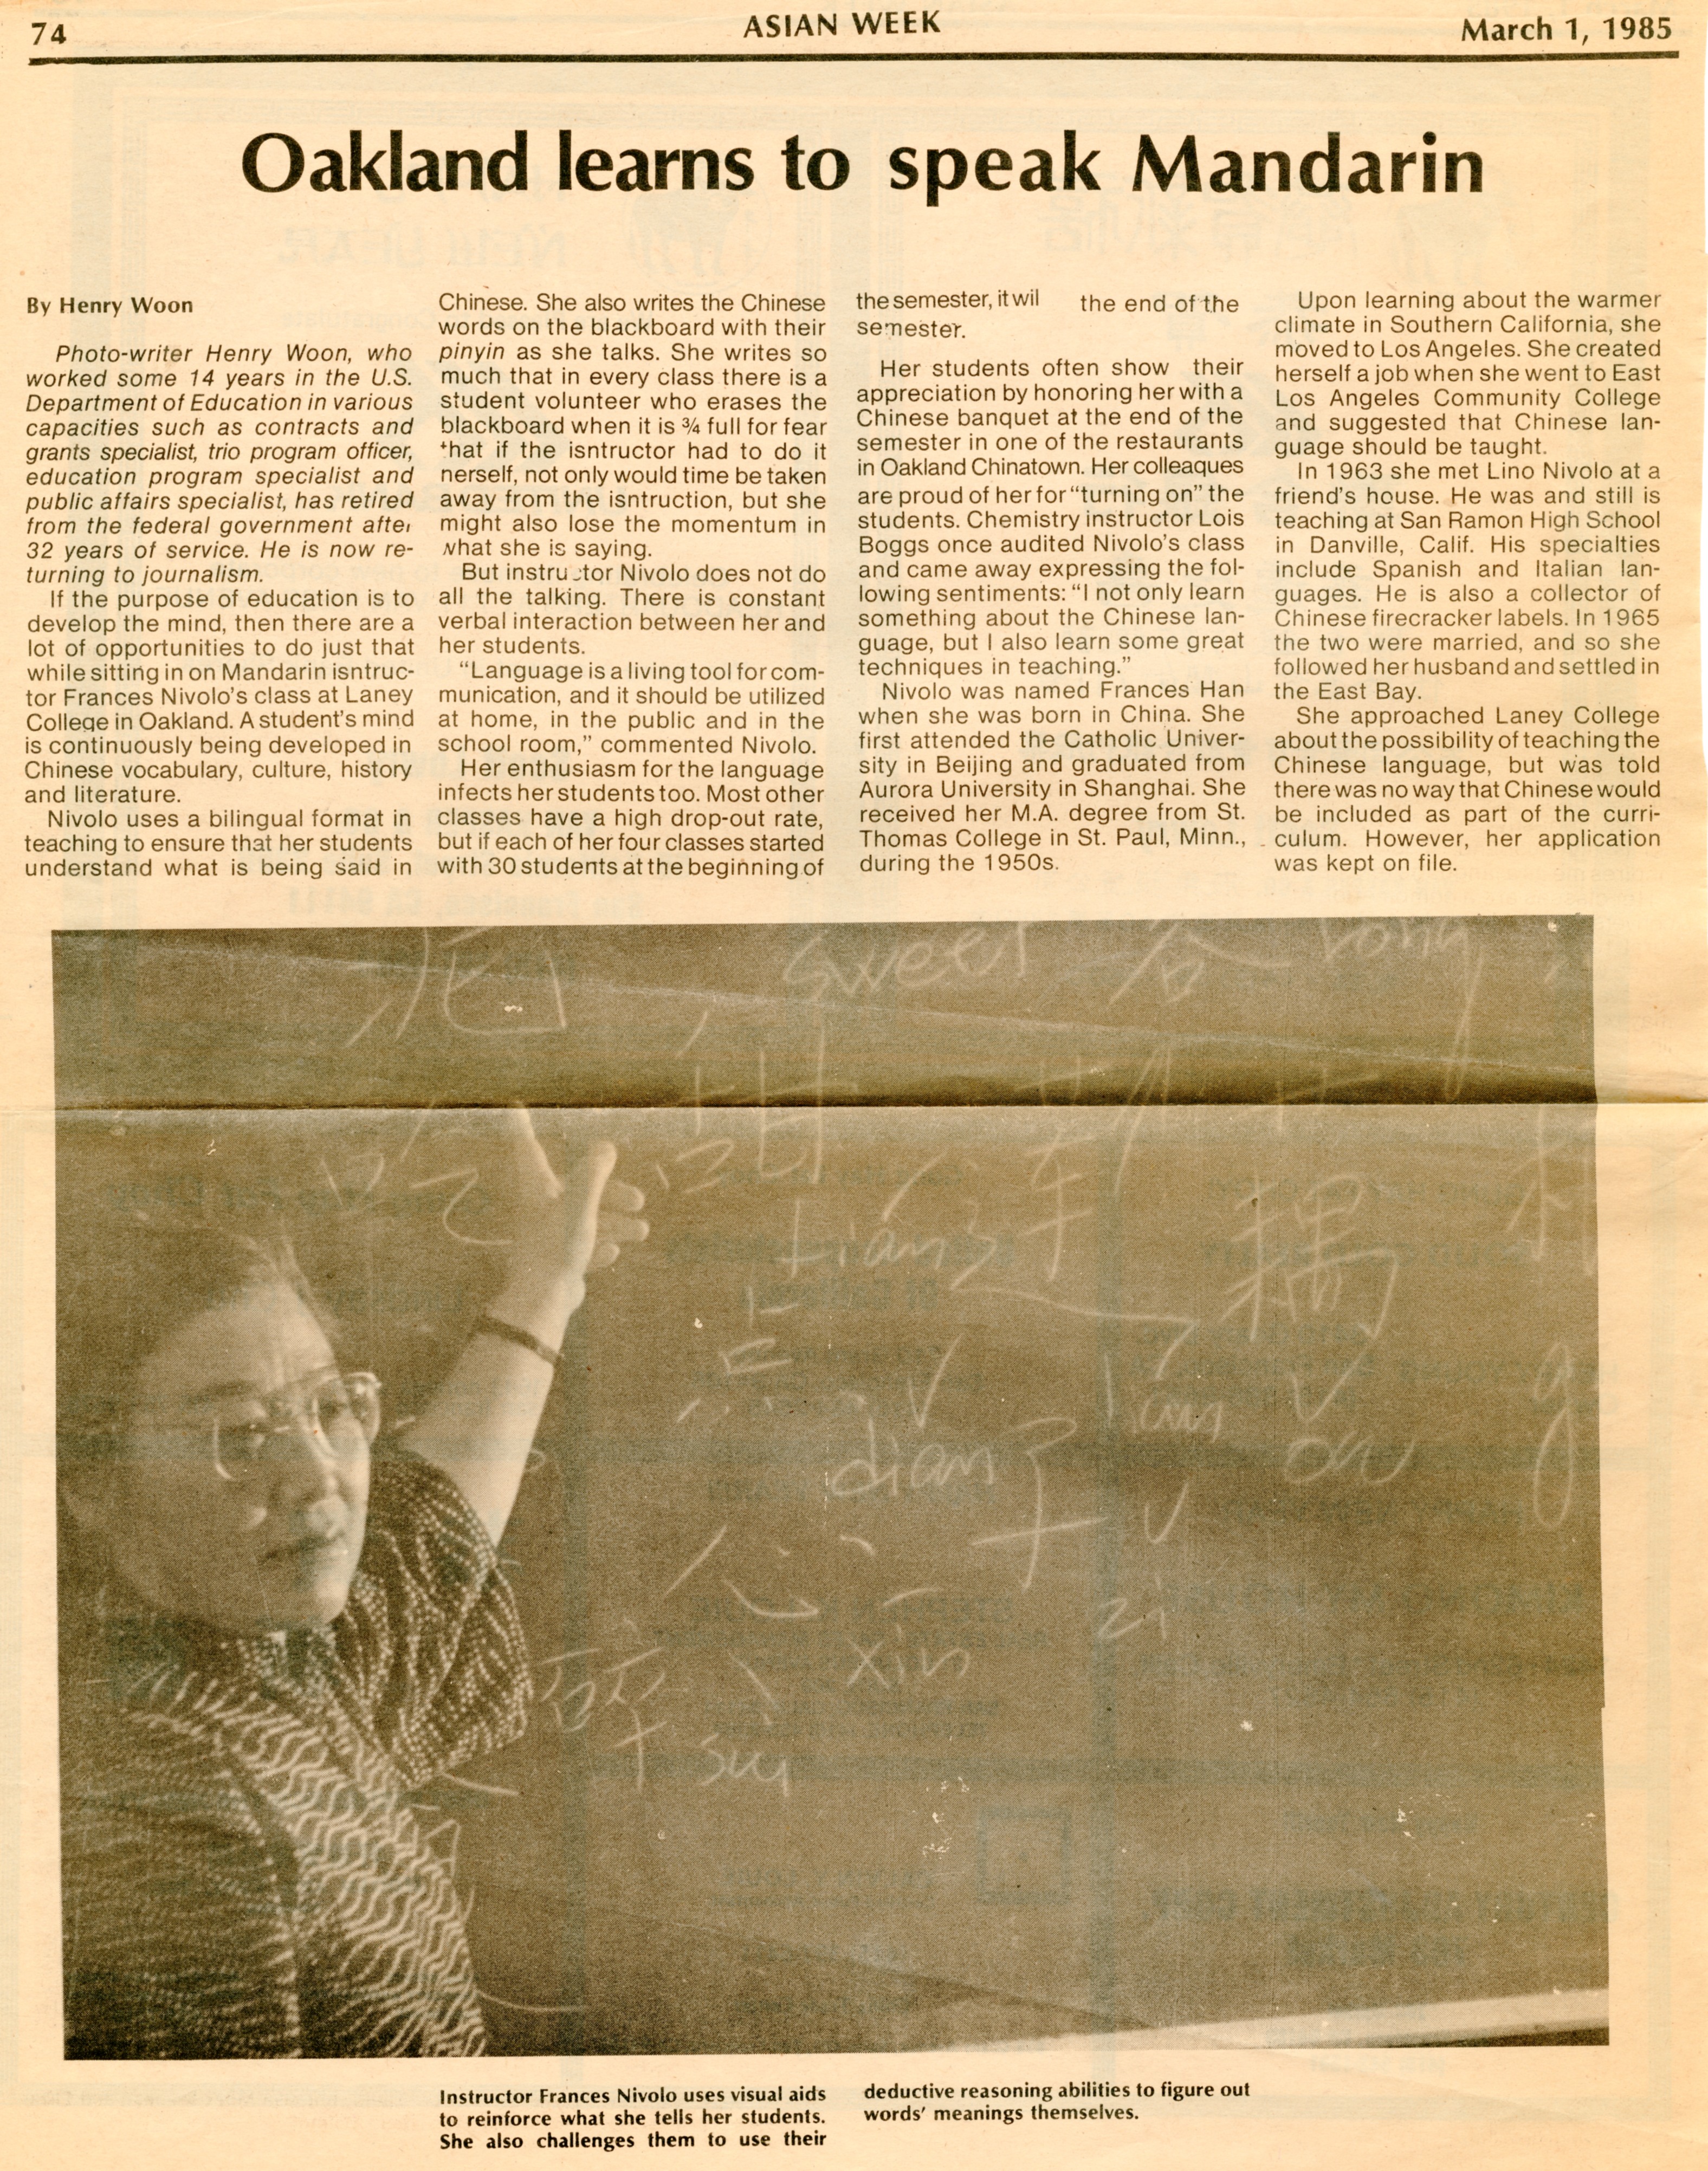 74
ASIAN WEEK
March 1, 1985
Oakland learns to speak Mandarin
By Henry Woon
Photo-writer Henry Woon, who
worked some 14 years in the U.S.
Department of Education in various
capacities such as contracts and
grants specialist, trio program officer,
education program specialist and
public affairs specialist, has retired
from the federal government after
32 years of service. He is now re-
turning to journalism.
If the purpose of education is to
develop the mind, then there are a
lot of opportunities to do just that
while sitting in on Mandarin isntruc-
tor Frances Nivolo's class at Laney
College in Oakland. A student's mind
is continuously being developed in
Chinese vocabulary, culture, history
and literature.
Nivolo uses a bilingual format in
teaching to ensure that her students
understand what is being said in
Chinese. She also writes the Chinese
words on the blackboard with their
pinyin as she talks. She writes so
much that in every class there is a
student volunteer who erases the
blackboard when it is ¾ full for fear
that if the isntructor had to do it
herself, not only would time be taken
away from the isntruction, but she
might also lose the momentum in
what she is saying.
But instructor Nivolo does not do
all the talking. There is constant
verbal interaction between her and
her students.
"Language is a living tool for com-
munication, and it should be utilized
at home, in the public and in the
school room," commented Nivolo.
Her enthusiasm for the language
infects her students too. Most other
classes have a high drop-out rate,
but if each of her four classes started
with 30 students at the beginning of
the semester, it wil the end of the
semester.
Her students often show their
appreciation by honoring her with a
Chinese banquet at the end of the
semester in one of the restaurants
in Oakland Chinatown. Her colleaques
are proud of her for "turning on" the
students. Chemistry instructor Lois
Boggs once audited Nivolo's class
and came away expressing the fol-
lowing sentiments: "I not only learn
something about the Chinese lan-
guage, but I also learn some great
techniques in teaching."
Nivolo was named Frances Han
when she was born in China. She
first attended the Catholic Univer-
sity in Beijing and graduated from
Aurora University in Shanghai. She
received her M.A. degree from St.
Thomas College in St. Paul, Minn.,
during the 1950s.
Upon learning about the warmer
climate in Southern California, she
moved to Los Angeles. She created
herself a job when she went to East
Los Angeles Community College
and suggested that Chinese lan-
guage should be taught.
In 1963 she met Lino Nivolo at a
friend's house. He was and still is
teaching at San Ramon High School
in Danville, Calif. His specialties
include Spanish and Italian lan-
guages. He is also a collector of
Chinese firecracker labels. In 1965
the two were married, and so she
followed her husband and settled in
the East Bay.
She approached Laney College
about the possibility of teaching the
Chinese language, but was told
there was no way that Chinese would
be included as part of the curri-
culum. However, her application
was kept on file.
sweet
甜
tian
耦
点
dian
lan
ou
心
子
xin
zi
碎
sui
Instructor Frances Nivolo uses visual aids
to reinforce what she tells her students.
She also challenges them to use their
deductive reasoning abilities to figure out
words' meanings themselves.